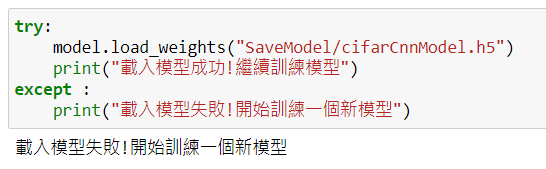 try:
    model.load_weights("SaveModel/cifarCnnModel.h5")
    print("載入模型成功!繼續訓練模型")
except :
    print("載入模型失敗!開始訓練一個新模型")
載入模型失敗!開始訓練一個新模型